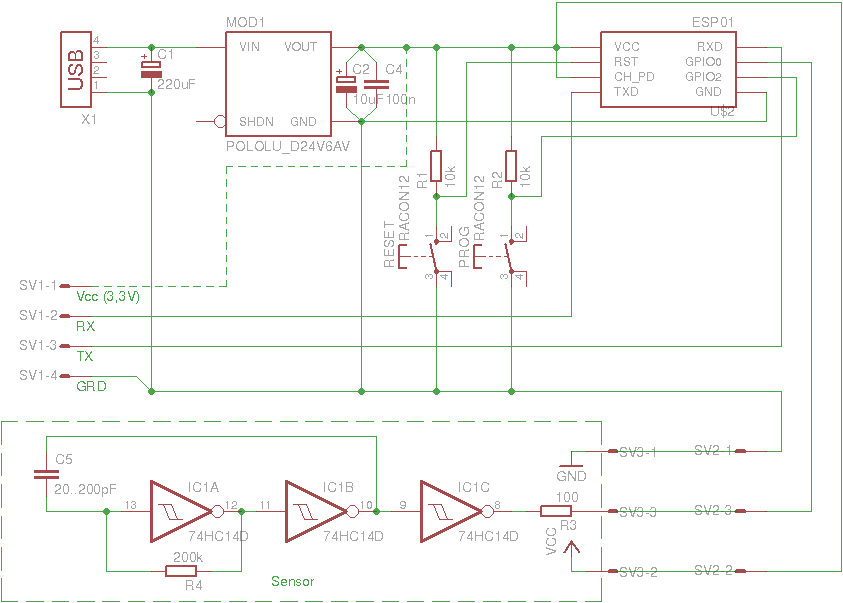 MOD1
ESP01
USB
4
3
2
1
X1
C1
+
220uF
VIN
VOUT
SHDN
GND
POLOLU_D24V6AV
+
C2
C4
10uF
100n
VCC
RXD
RST
GPIO0
CH_PD
GPIO2
TXD
GND
U$2
R1
10k
R2
10k
RESET
RACON12
1
2
3
4
PROG
RACON12
1
2
3
4
SV1-1
Vcc (3,3V)
SV1-2
RX
SV1-3
TX
SV1-4
GRD
C5
20..200pF
13
IC1A
12
74HC14D
11
IC1B
10
74HC14D
9
IC1C
8
74HC14D
200k
R4
Sensor
GND
100
R3
VCC
SV3-1
SV2-1
SV3-3
SV2-3
SV3-2
SV2-2